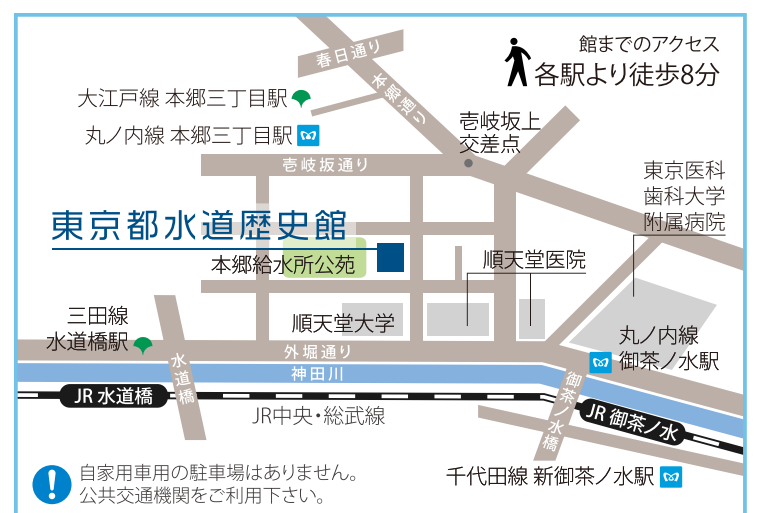 館までのアクセス
各駅より徒歩8分
春日通り
本郷通り
大江戸線 本郷三丁目駅
丸ノ内線 本郷三丁目駅
壱岐坂上
交差点
壱岐坂通り
東京医科
歯科大学
附属病院
東京都水道歴史館
本郷給水所公苑
順天堂医院
三田線
水道橋駅
順天堂大学
丸ノ内線
御茶ノ水駅
外堀通り
水道橋
神田川
御茶ノ水橋
JR 水道橋
JR中央・総武線
JR 御茶ノ水
千代田線 新御茶ノ水駅
自家用車用の駐車場はありません。
公共交通機関をご利用下さい。